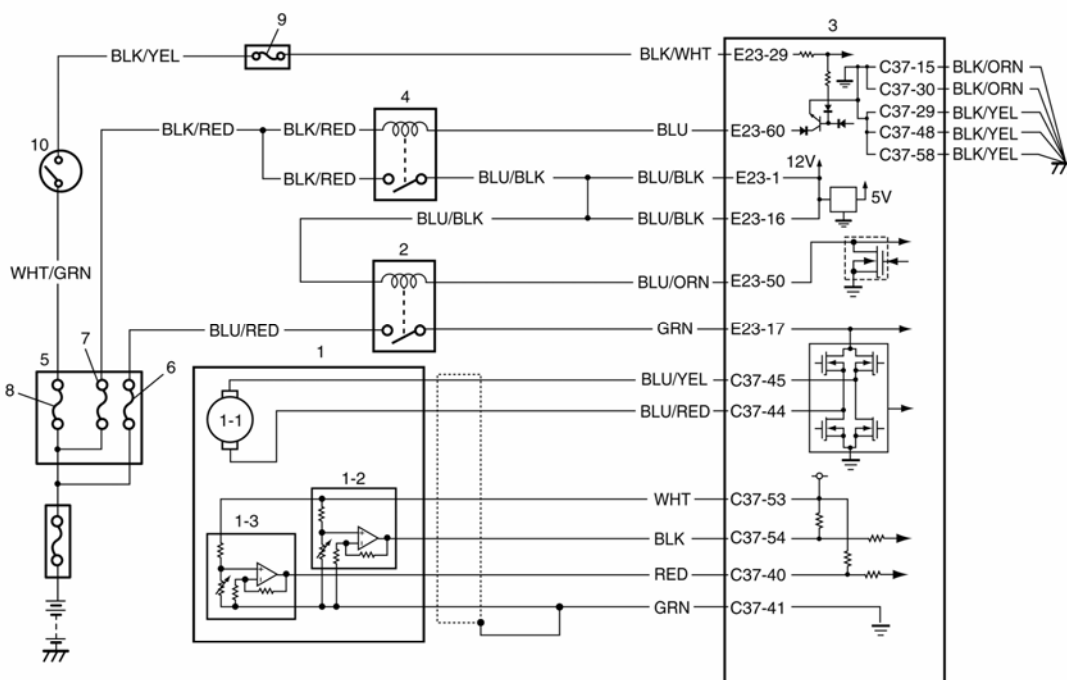 9
3
BLK/YEL
BLK/WHT
E23-29
C37-15
BLK/ORN
C37-30
BLK/ORN
4
C37-29
BLK/YEL
BLK/RED
BLK/RED
BLU
E23-60
C37-48
BLK/YEL
10
C37-58
BLK/YEL
12V
BLK/RED
BLU/BLK
BLU/BLK
E23-1
5V
BLU/BLK
BLU/BLK
E23-16
2
WHT/GRN
BLU/ORN
E23-50
BLU/RED
GRN
E23-17
7
1
5
6
8
BLU/YEL
C37-45
1-1
BLU/RED
C37-44
1-2
WHT
C37-53
1-3
BLK
C37-54
RED
C37-40
GRN
C37-41